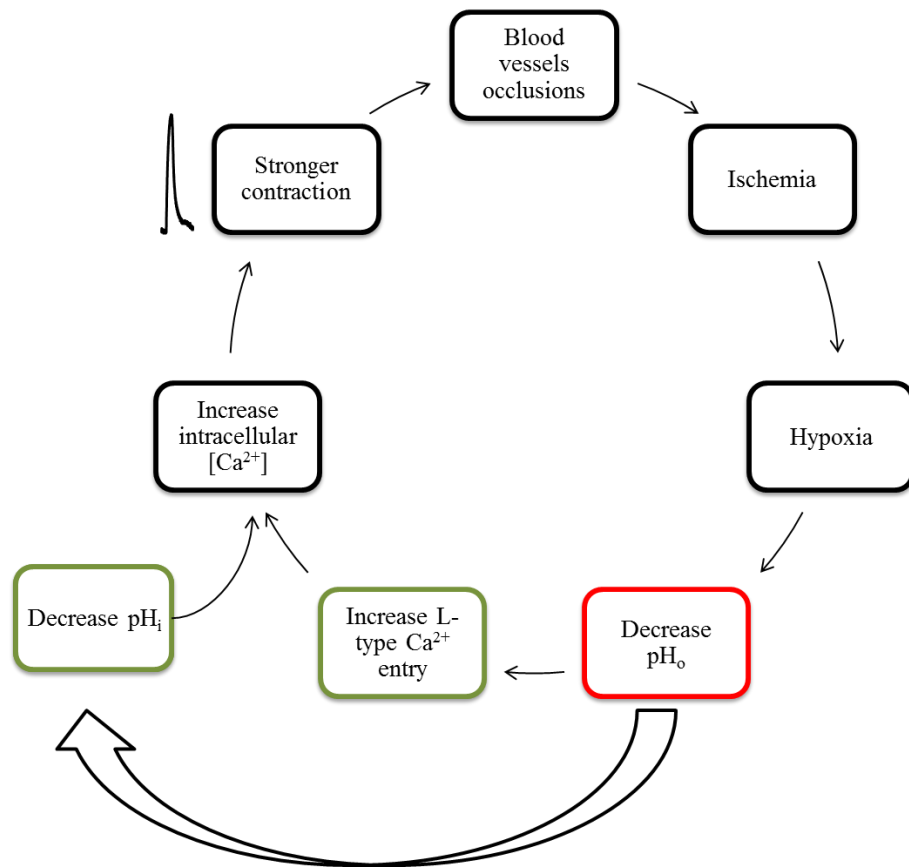 Blood
vessels
occlusions
Ischemia
Hypoxia
Decrease
pHₒ
Increase L-
type Ca²⁺
entry
Decrease pHᵢ
Increase
intracellular
[Ca²⁺]
Stronger
contraction